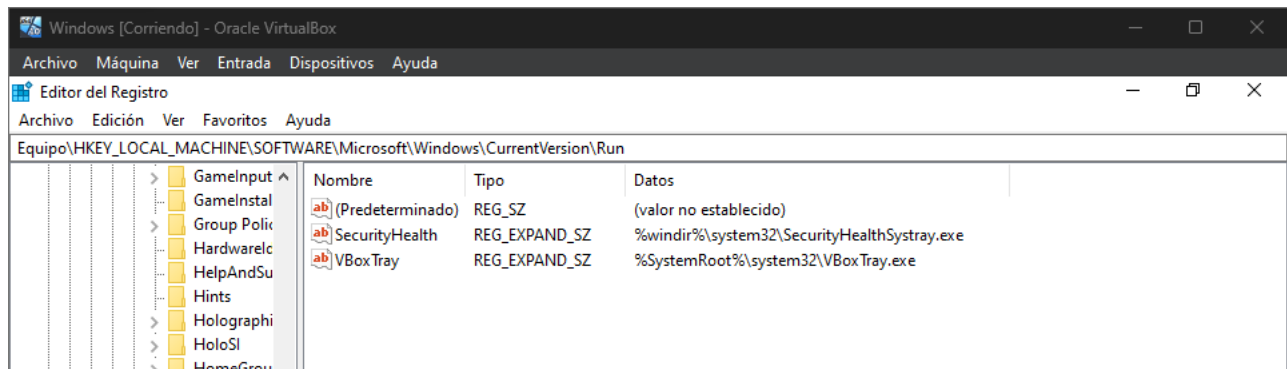 Windows [Corriendo] - Oracle VirtualBox
Archivo Máquina Ver Entrada Dispositivos Ayuda
Editor del Registro
Archivo Edición Ver Favoritos Ayuda
Equipo\HKEY_LOCAL_MACHINE\SOFTWARE\Microsoft\Windows\CurrentVersion\Run
GameInput
GameInstal
Group Polic
HardwareIc
HelpAndSu
Hints
Holographi
HoloSI
HomeGrou
Nombre Tipo Datos
(Predeterminado) REG_SZ (valor no establecido)
SecurityHealth REG_EXPAND_SZ %windir%\system32\SecurityHealthSystray.exe
VBoxTray REG_EXPAND_SZ %SystemRoot%\system32\VBoxTray.exe